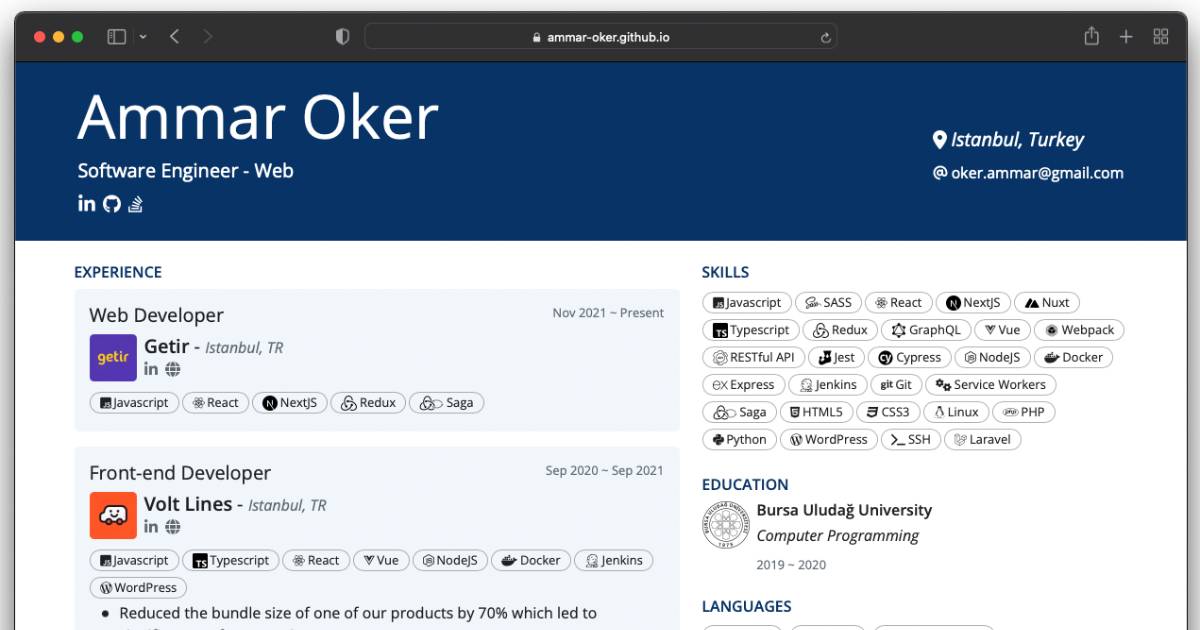 ammar-oker.github.io
Ammar Oker
Software Engineer - Web
Istanbul, Turkey
@ oker.ammar@gmail.com
EXPERIENCE
Web Developer
Nov 2021 ~ Present
getir
Getir - Istanbul, TR
Javascript React NextJS Redux Saga
Front-end Developer
Sep 2020 ~ Sep 2021
Volt Lines - Istanbul, TR
Javascript Typescript React Vue NodeJS Docker Jenkins
WordPress
• Reduced the bundle size of one of our products by 70% which led to
SKILLS
Javascript SASS React NextJS Nuxt
Typescript Redux GraphQL Vue Webpack
RESTful API Jest Cypress NodeJS Docker
Express Jenkins Git Service Workers
Saga HTML5 CSS3 Linux PHP
Python WordPress SSH Laravel
EDUCATION
Bursa Uludağ University
Computer Programming
2019 ~ 2020
LANGUAGES